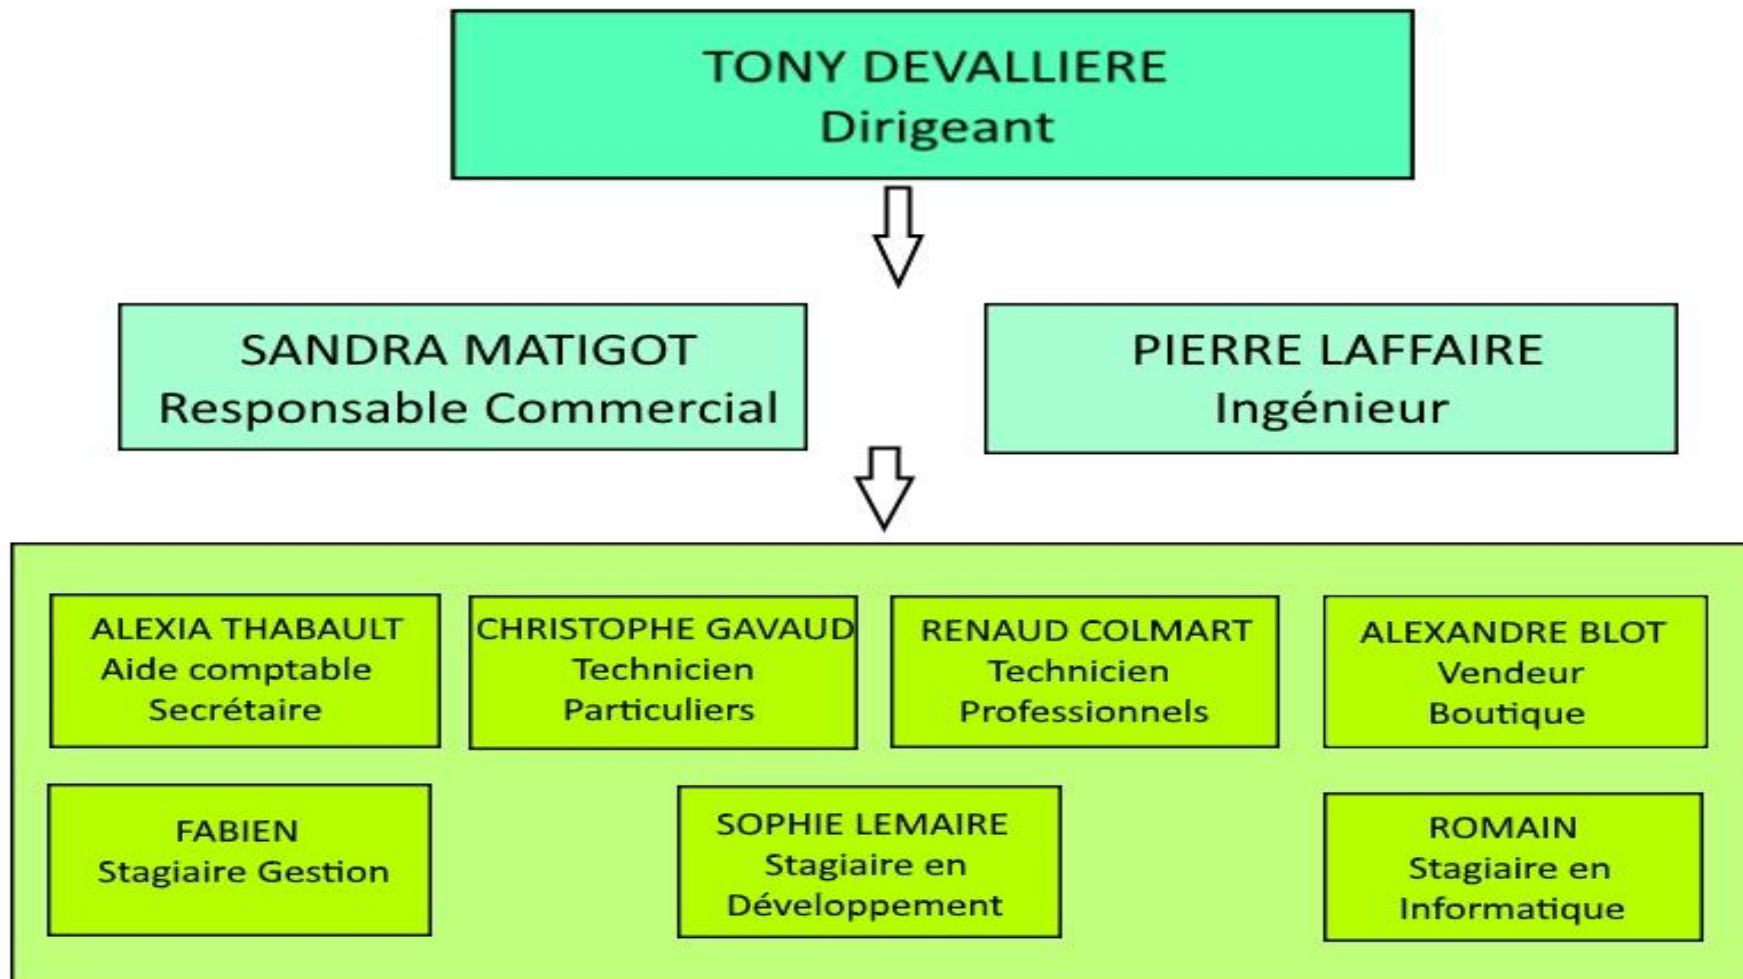 TONY DEVALLIERE
Dirigeant
SANDRA MATIGOT
Responsable Commercial
PIERRE LAFFAIRE
Ingénieur
ALEXIA THABAULT
Aide comptable
Secrétaire
CHRISTOPHE GAVAUD
Technicien
Particuliers
RENAUD COLMART
Technicien
Professionnels
ALEXANDRE BLOT
Vendeur
Boutique
FABIEN
Stagiaire Gestion
SOPHIE LEMAIRE
Stagiaire en
Développement
ROMAIN
Stagiaire en
Informatique